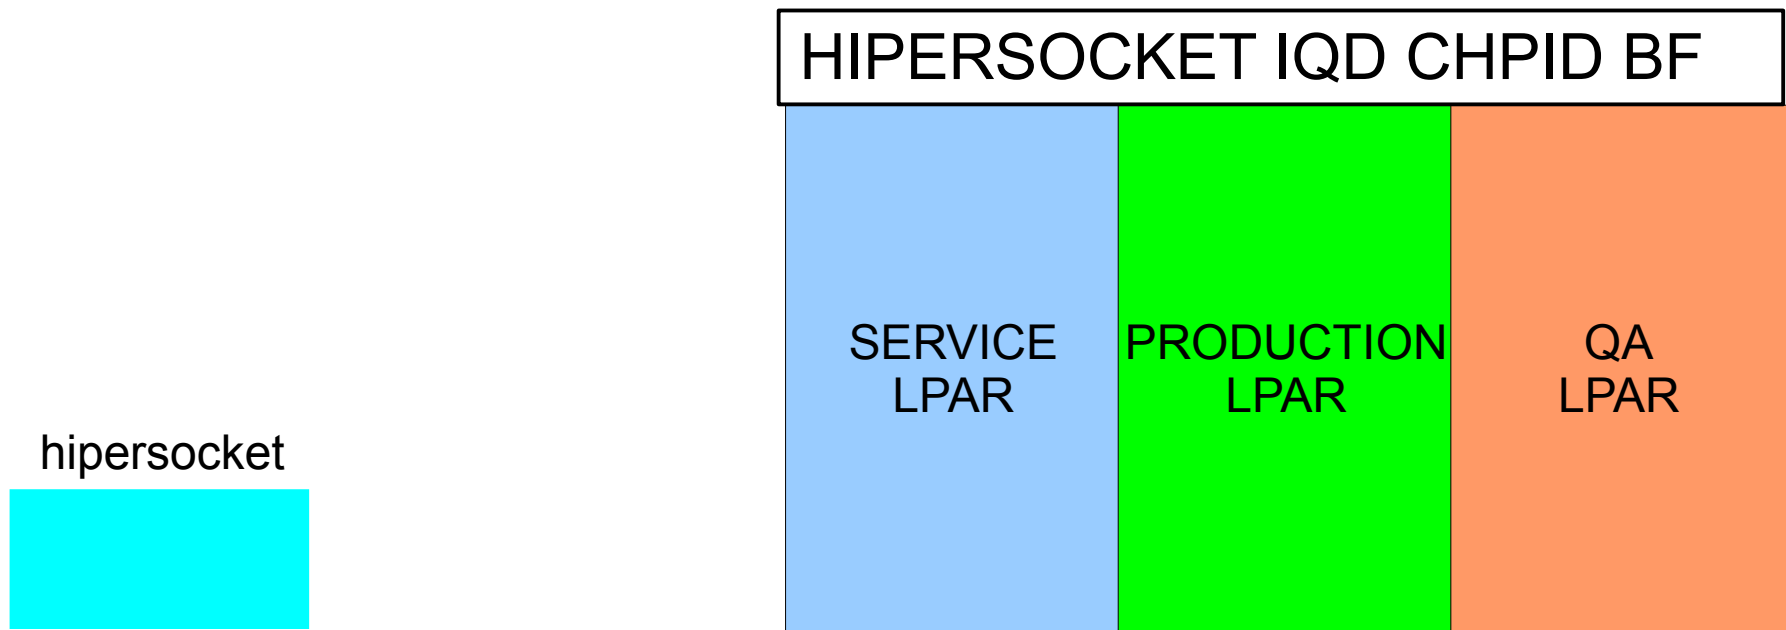 HIPERSOCKET IQD CHPID BF
SERVICE
LPAR
PRODUCTION
LPAR
QA
LPAR
hipersocket